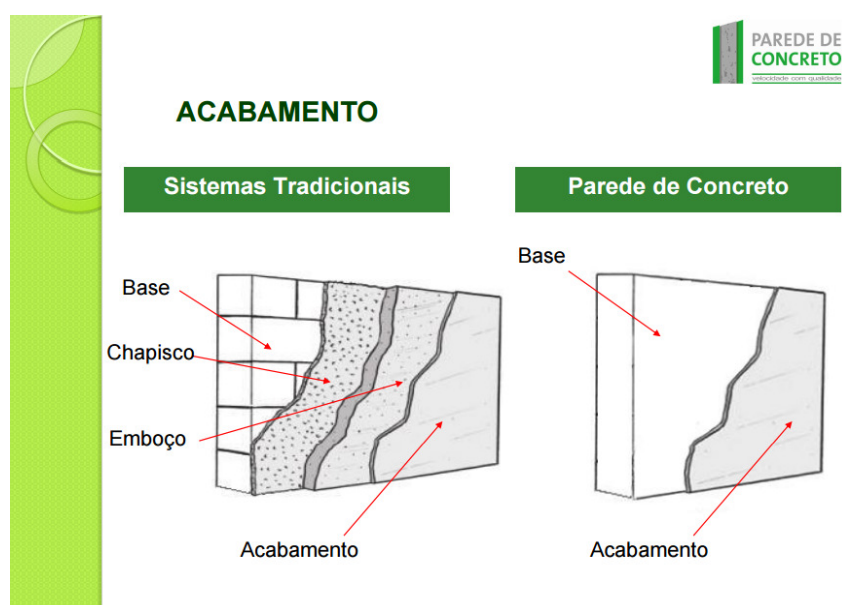 PAREDE DE
CONCRETO
velocidade com qualidade
ACABAMENTO
Sistemas Tradicionais
Parede de Concreto
Base
Chapisco
Emboço
Acabamento
Base
Acabamento